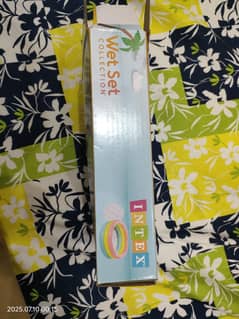 Wet Set
COLLECTION
INTEX
2025.07.10 00:15